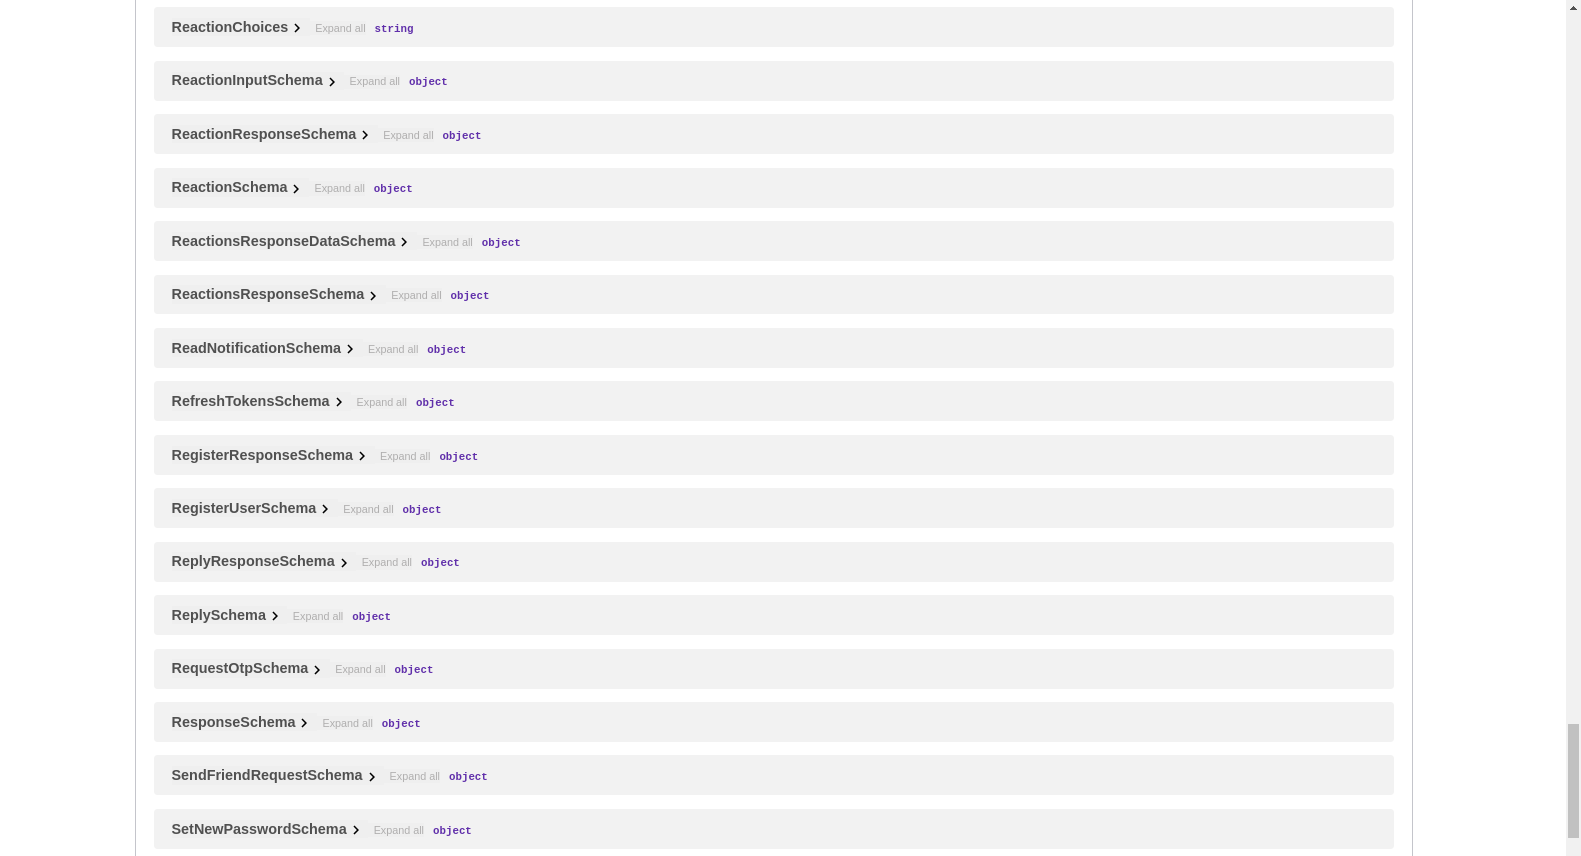 ReactionChoices Expand all string
ReactionInputSchema Expand all object
ReactionResponseSchema Expand all object
ReactionSchema Expand all object
ReactionsResponseDataSchema Expand all object
ReactionsResponseSchema Expand all object
ReadNotificationSchema Expand all object
RefreshTokensSchema Expand all object
RegisterResponseSchema Expand all object
RegisterUserSchema Expand all object
ReplyResponseSchema Expand all object
ReplySchema Expand all object
RequestOtpSchema Expand all object
ResponseSchema Expand all object
SendFriendRequestSchema Expand all object
SetNewPasswordSchema Expand all object